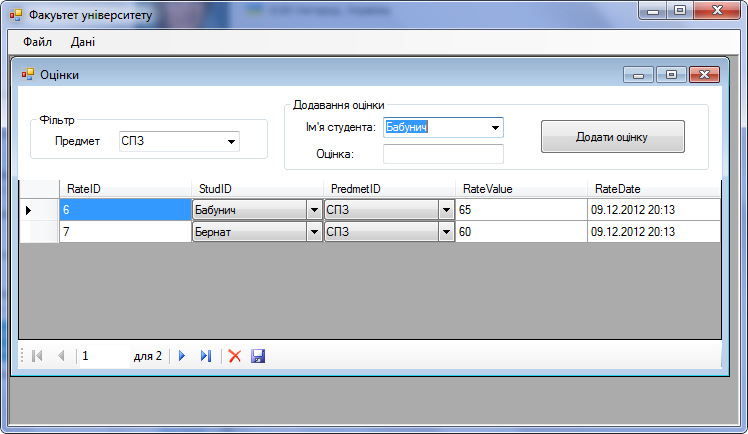 Факуьтет університету
Файл Дані
Оцінки
Фільтр
Предмет СПЗ
Додавання оцінки
Ім'я студента: Бабунич
Оцінка:
Додати оцінку
RateID StudID PredmetID RateValue RateDate
6 Бабунич СПЗ 65 09.12.2012 20:13
7 Бернат СПЗ 60 09.12.2012 20:13
1 для 2